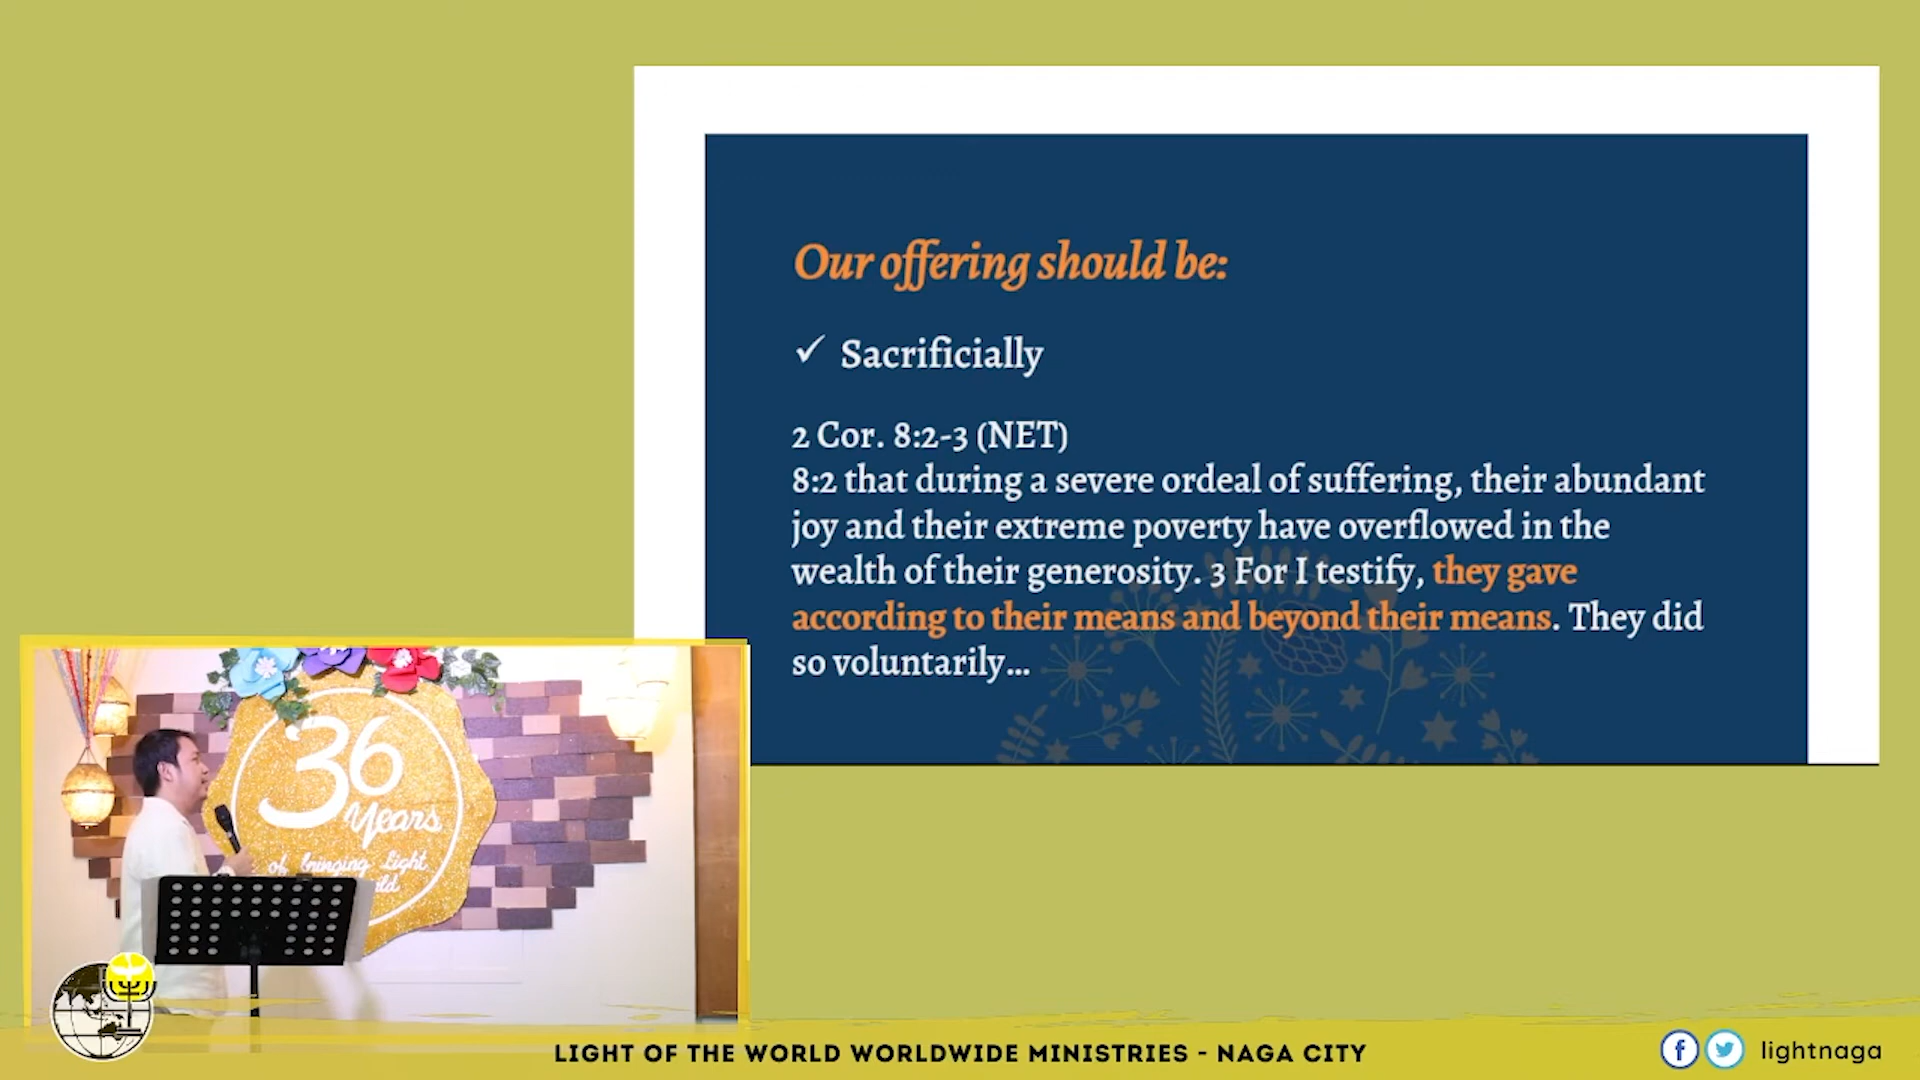 Our offering should be:
✓ Sacrificially
2 Cor. 8:2-3 (NET)
8:2 that during a severe ordeal of suffering, their abundant
joy and their extreme poverty have overflowed in the
wealth of their generosity. 3 For I testify, they gave
according to their means and beyond their means. They did
so voluntarily...
36
Years
of bringing Light
LIGHT OF THE WORLD WORLDWIDE MINISTRIES - NAGA CITY
lightnaga